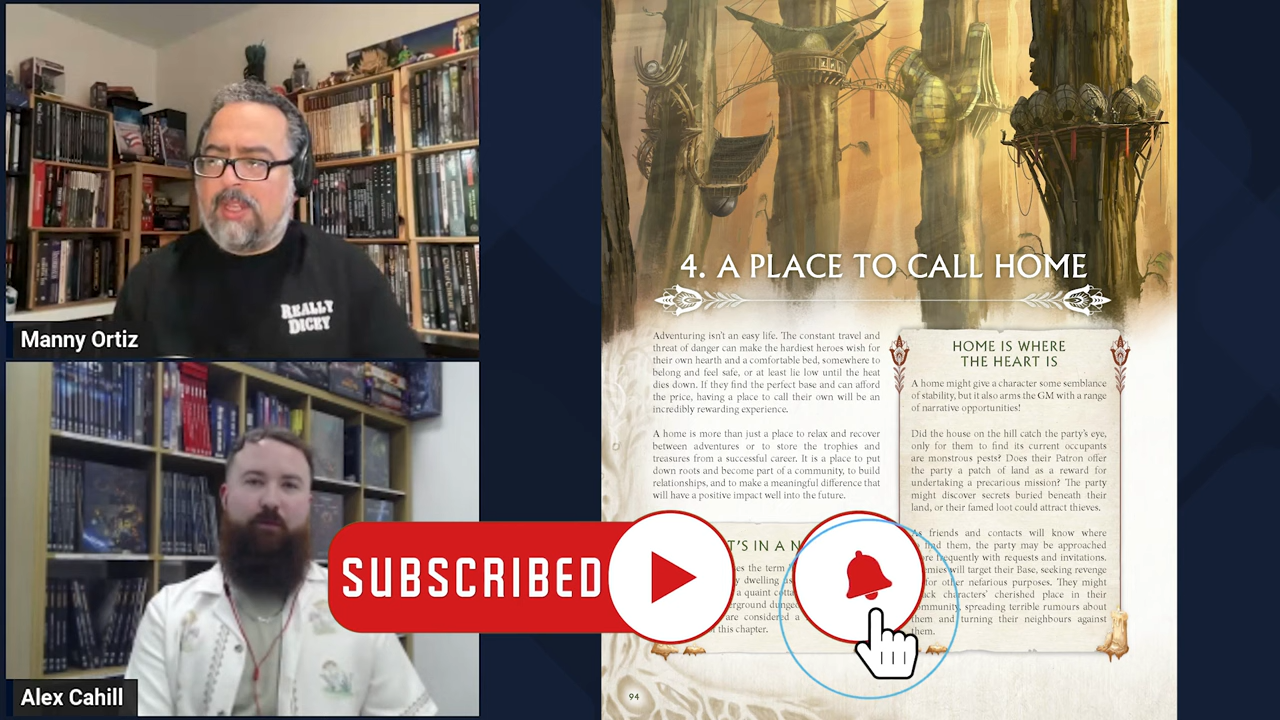 REALLY
DICEY
Manny Ortiz
Alex Cahill
4. A PLACE TO CALL HOME
Adventuring isn't an easy life. The constant travel and
threat of danger can make the hardiest heroes wish for
their own hearth and a comfortable bed, somewhere to
belong and feel safe, or at least lie low until the heat
dies down. If they find the perfect base and can afford
the price, having a place to call their own will be an
incredibly rewarding experience.
A home is more than just a place to relax and recover
between adventures or to store the trophies and
treasures from a successful career. It is a place to put
down roots and become part of a community, to build
relationships, and to make a meaningful difference that
will have a positive impact well into the future.
T'S IN A N
es the term
y dwelling as
a quaint cotta
erground dunge
are considered a
f this chapter.
HOME IS WHERE
THE HEART IS
A home might give a character some semblance
of stability, but it also arms the GM with a range
of narrative opportunities!
Did the house on the hill catch the party's eye,
only for them to find its current occupants
are monstrous pests? Does their Patron offer
the party a patch of land as a reward for
undertaking a precarious mission? The party
might discover secrets buried beneath their
land, or their famed loot could attract thieves.
As friends and contacts will know where
find them, the party may be approached
re frequently with requests and invitations.
emies will target their Base, seeking revenge
for other nefarious purposes. They might
ck characters' cherished place in their
ommunity, spreading terrible rumours about
them and turning their neighbours against
them.
SUBSCRIBED
94